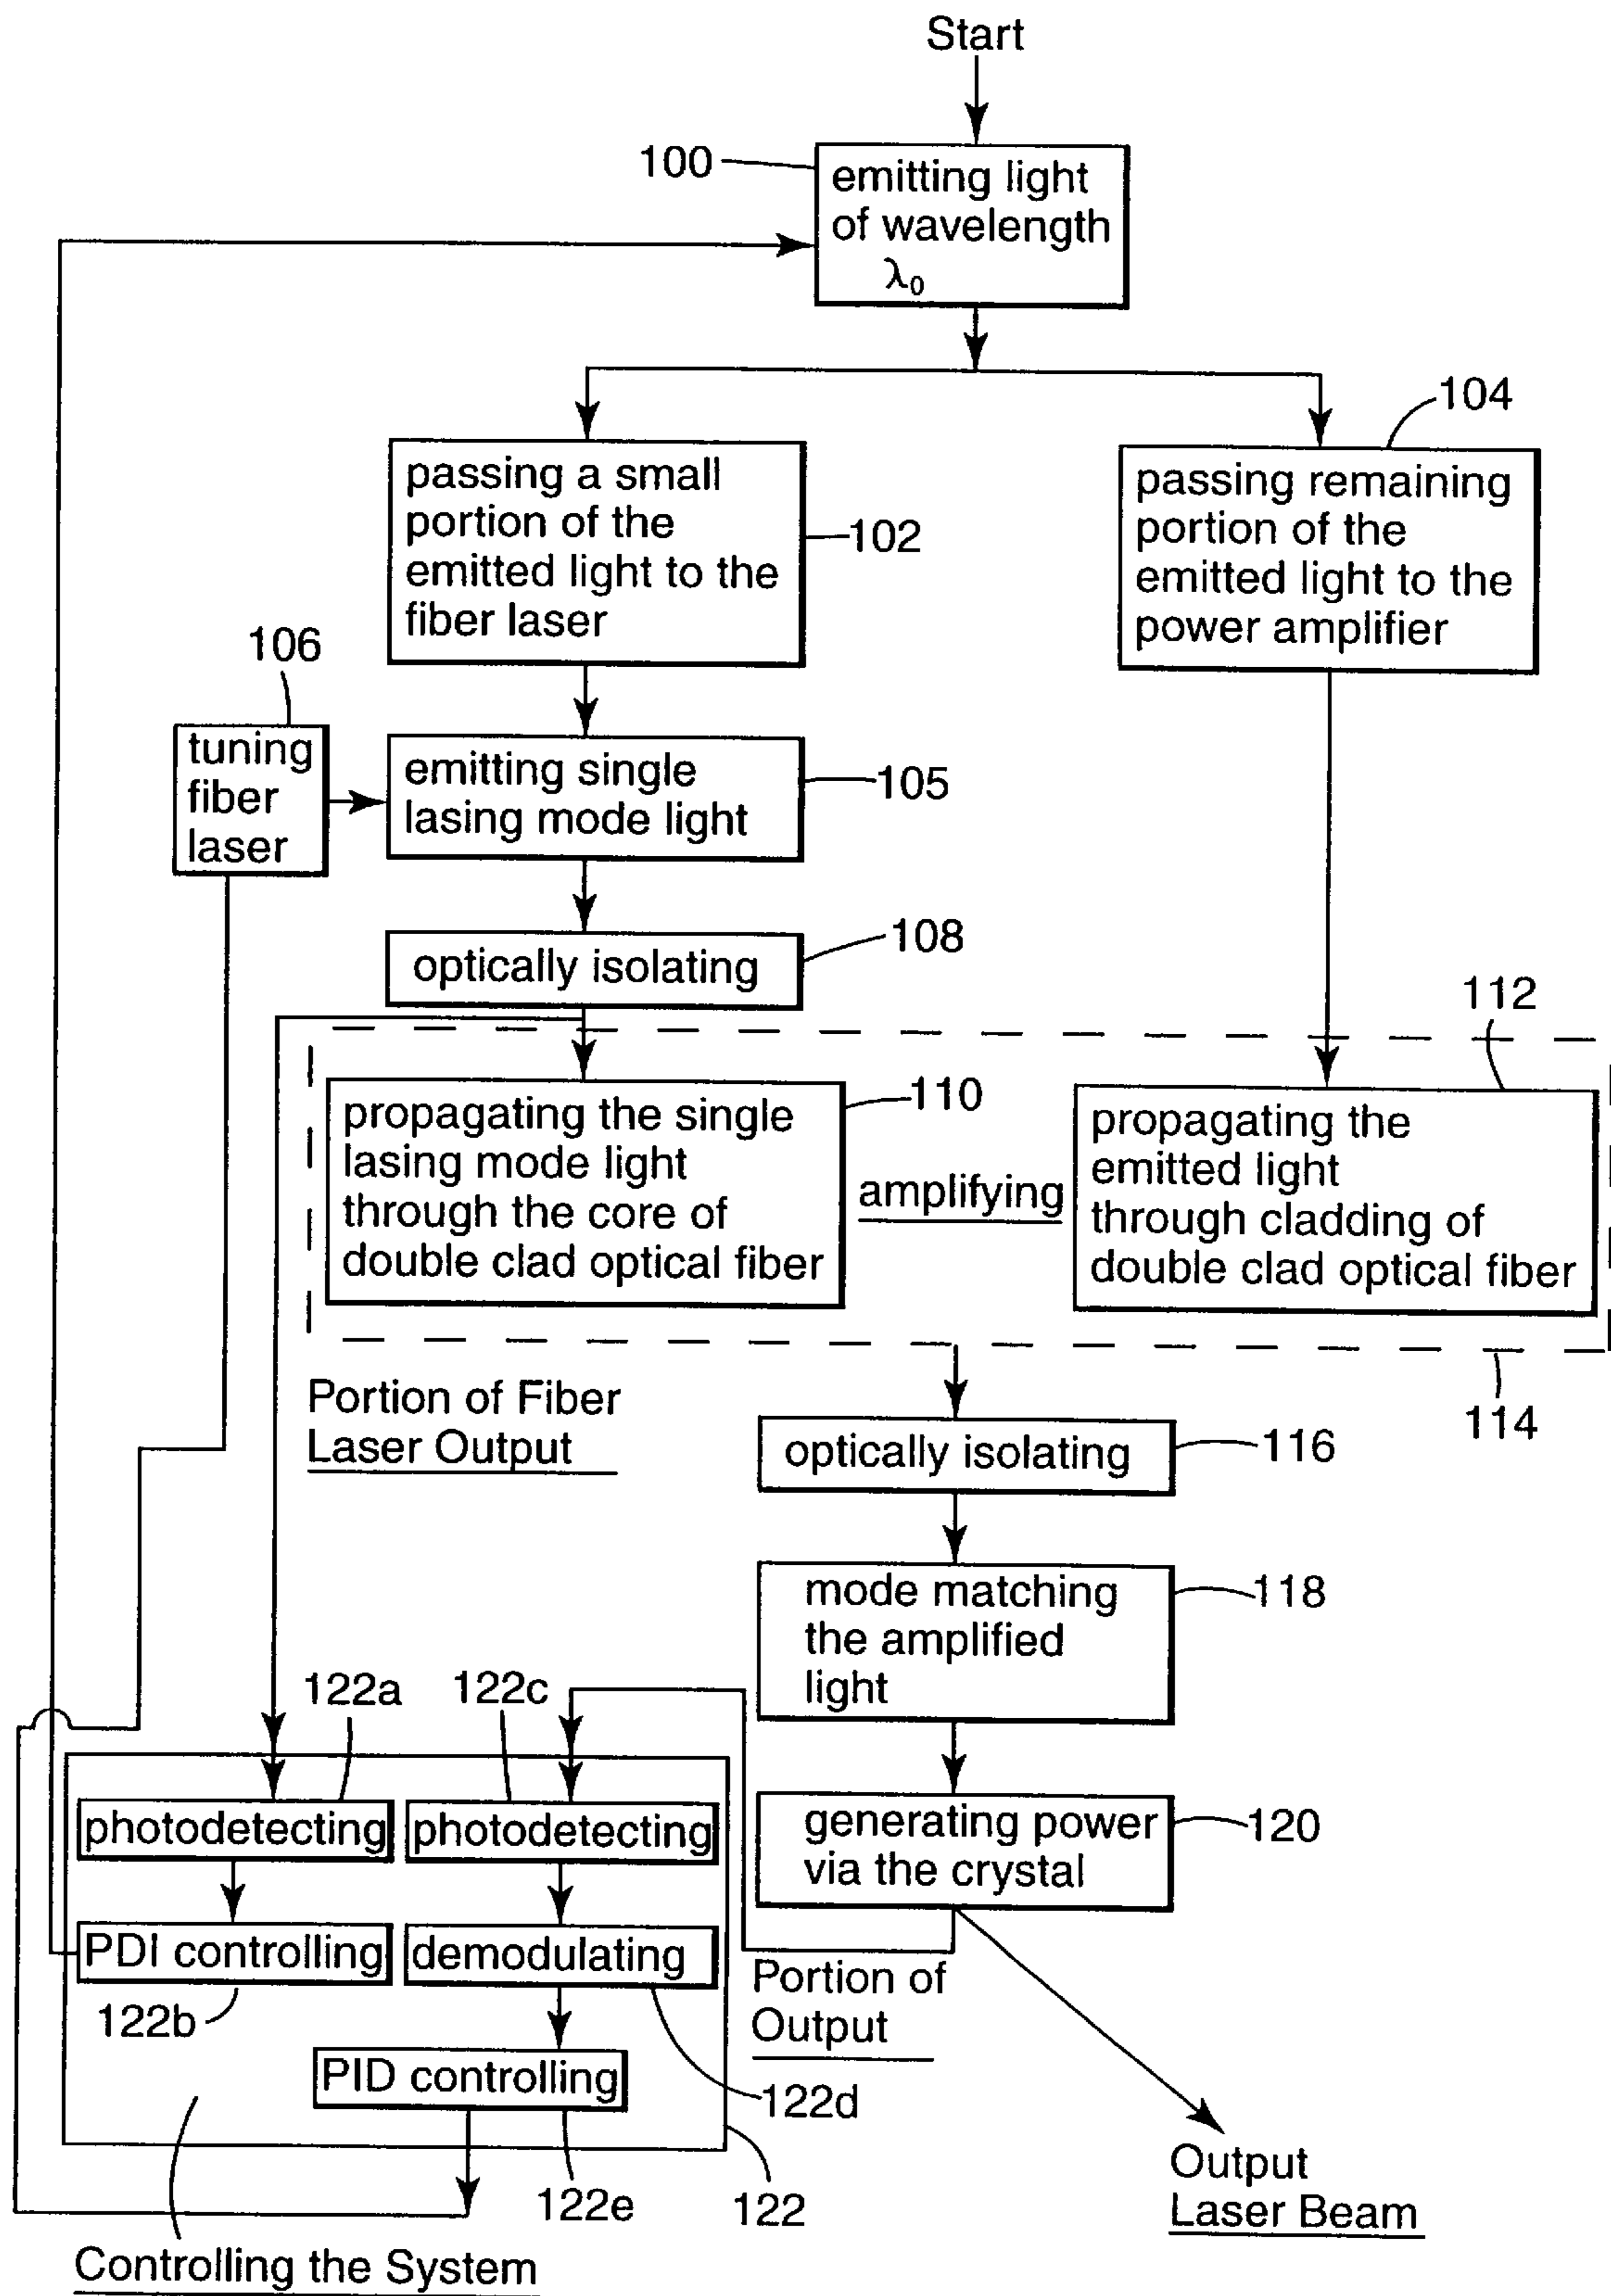 Start
100
emitting light
of wavelength
λ₀
104
passing a small
portion of the
emitted light to the
fiber laser
102
passing remaining
portion of the
emitted light to the
power amplifier
106
tuning
fiber
laser
emitting single
lasing mode light
105
optically isolating
108
112
propagating the single
lasing mode light
through the core of
double clad optical fiber
110
amplifying
propagating the
emitted light
through cladding of
double clad optical fiber
114
Portion of Fiber
Laser Output
optically isolating
116
mode matching
the amplified
light
118
122a
122c
photodetecting
photodetecting
generating power
via the crystal
120
PDI controlling
demodulating
122b
Portion of
Output
PID controlling
122d
122e
122
Output
Laser Beam
Controlling the System